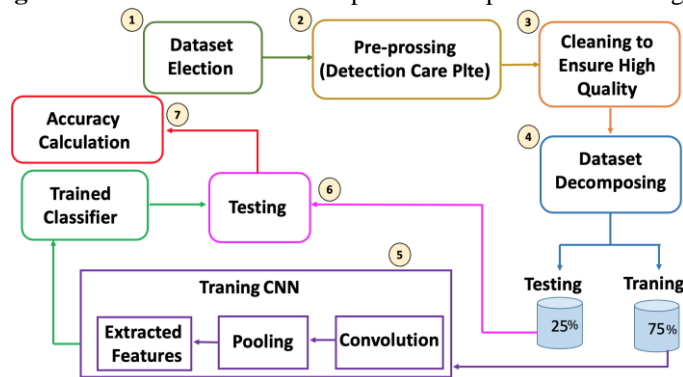 1
Dataset
Election
2
Pre-prossing
(Detection Care Plte)
3
Cleaning to
Ensure High
Quality
7
Accuracy
Calculation
4
Dataset
Decomposing
Trained
Classifier
6
Testing
5
Traning CNN
Extracted
Features
Pooling
Convolution
Testing
25%
Traning
75%